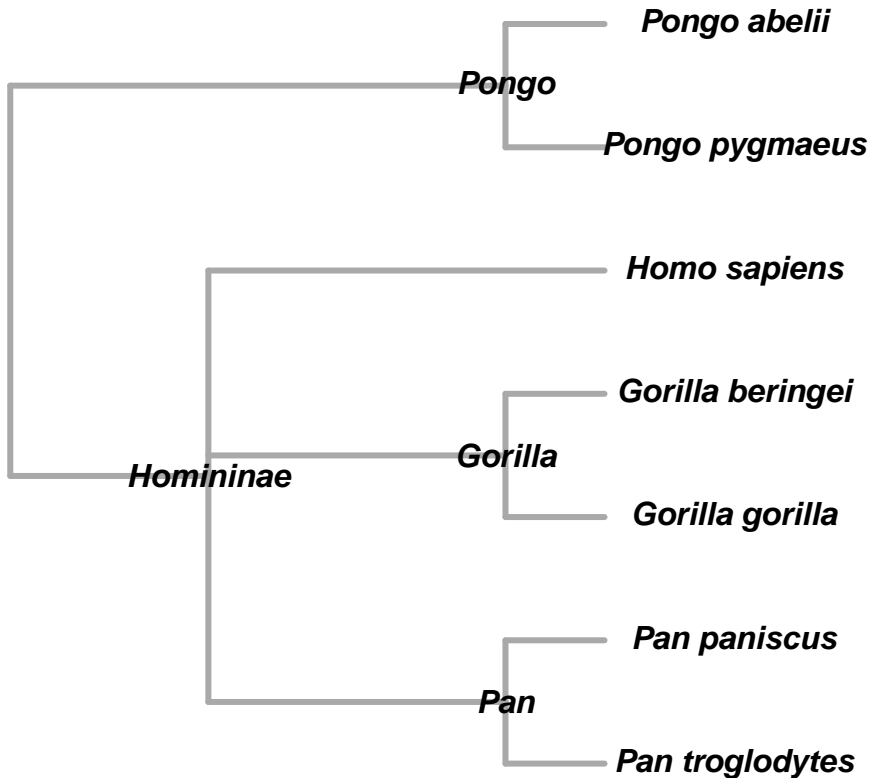 Pongo abelii
Pongo
Pongo pygmaeus
Homo sapiens
Gorilla beringei
Gorilla
Homininae
Gorilla gorilla
Pan paniscus
Pan
Pan troglodytes